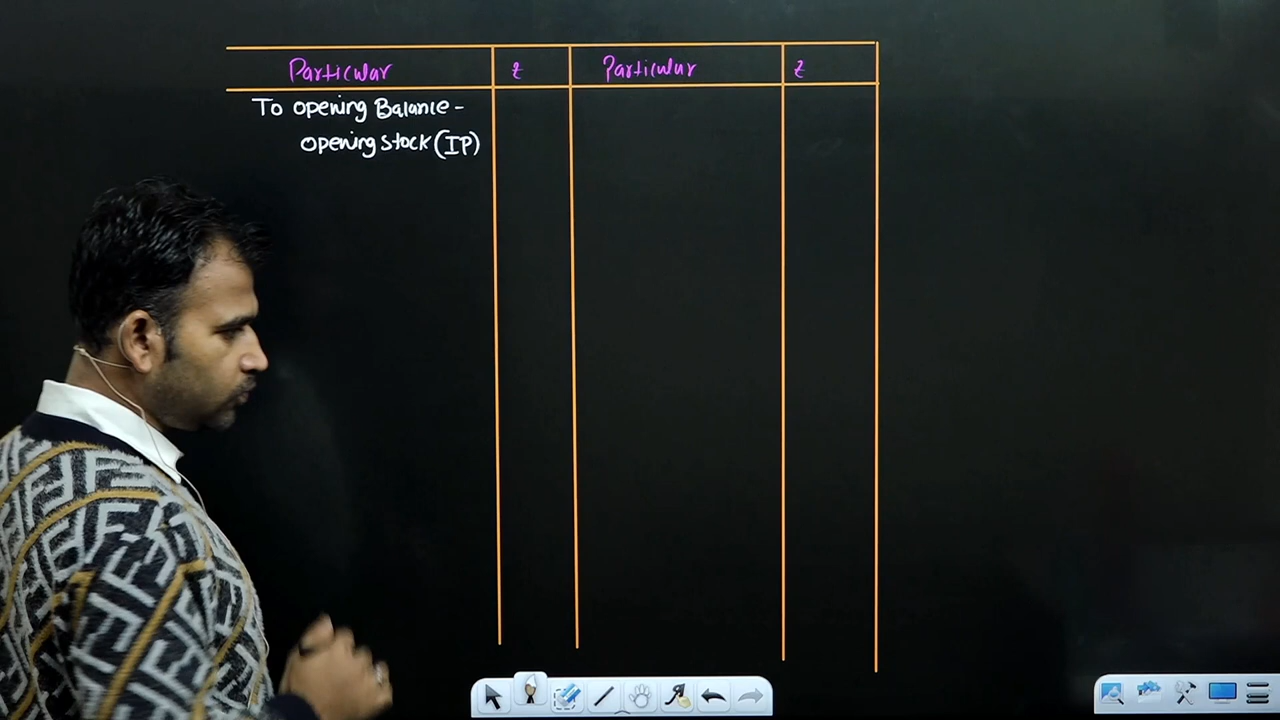 Particular ₹ Particular ₹
To opening Balance -
opening stock (IP)